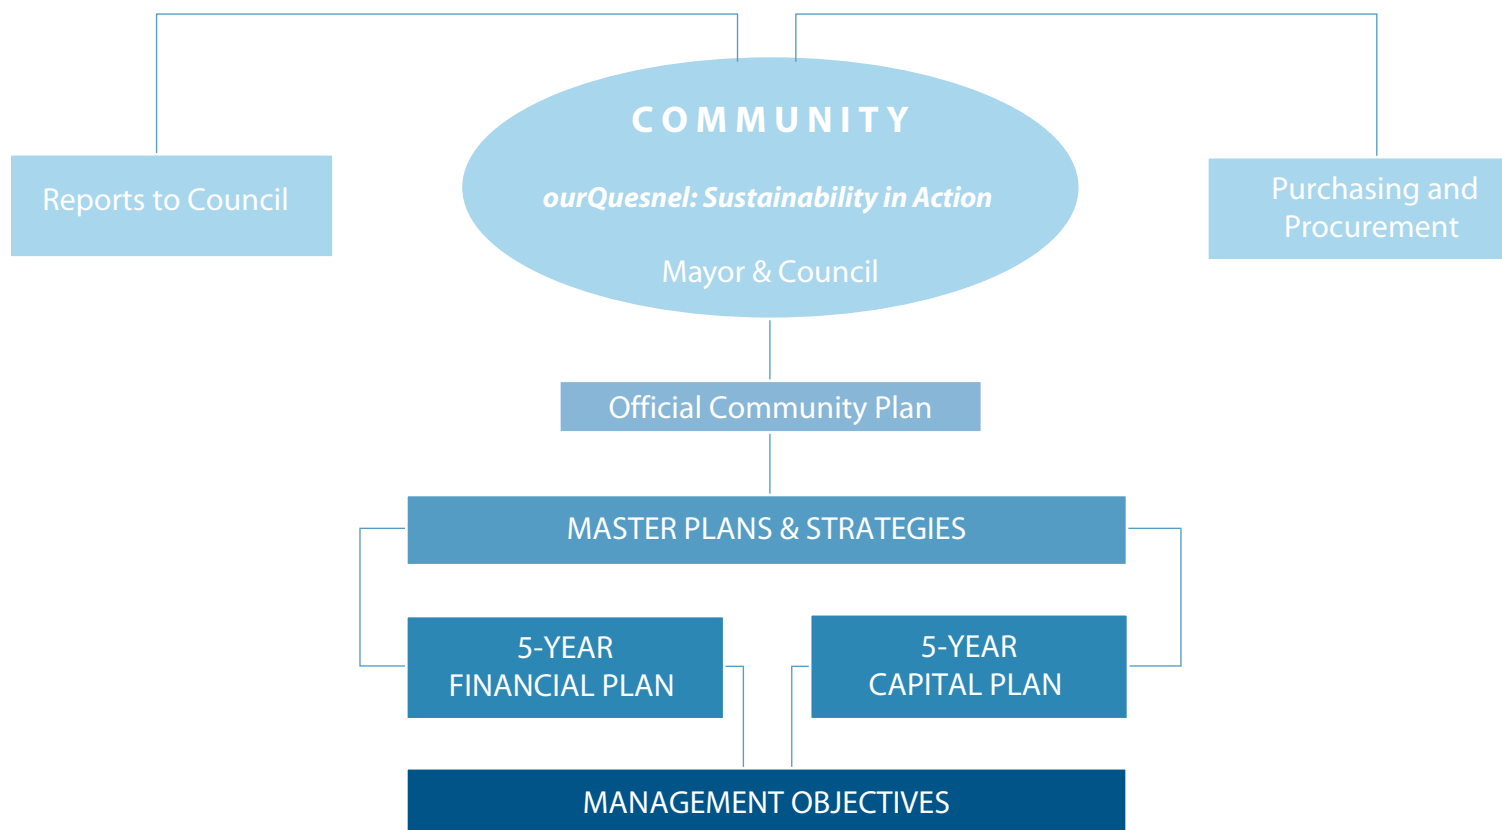 COMMUNITY
ourQuesnel: Sustainability in Action
Mayor & Council
Reports to Council
Purchasing and
Procurement
Official Community Plan
MASTER PLANS & STRATEGIES
5-YEAR
FINANCIAL PLAN
5-YEAR
CAPITAL PLAN
MANAGEMENT OBJECTIVES